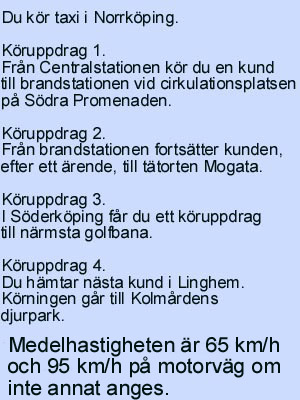 Du kör taxi i Norrköping.
Köruppdrag 1.
Från Centralstationen kör du en kund
till brandstationen vid cirkulationsplatsen
på Södra Promenaden.
Köruppdrag 2.
Från brandstationen fortsätter kunden,
efter ett ärende, till tätorten Mogata.
Köruppdrag 3.
I Söderköping får du ett köruppdrag
till närmsta golfbana.
Köruppdrag 4.
Du hämtar nästa kund i Linghem.
Körningen går till Kolmårdens
djurpark.
Medelhastigheten är 65 km/h
och 95 km/h på motorväg om
inte annat anges.